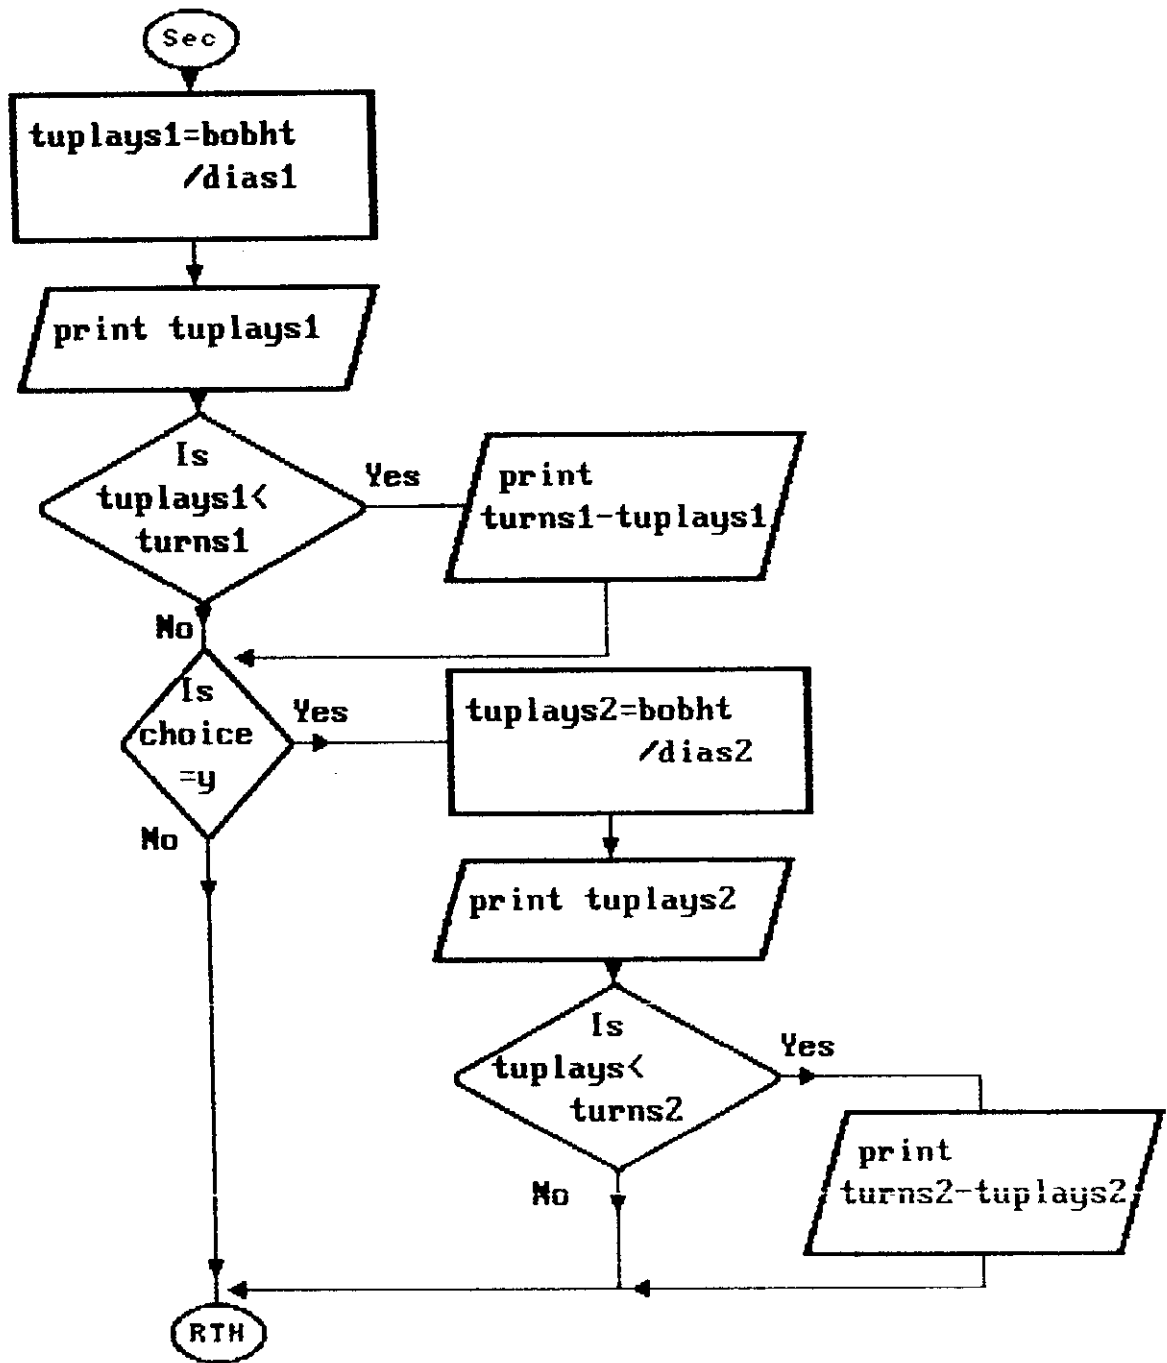 Sec
tuplays1=bobht
/dias1
print tuplays1
Is
tuplays1<
turns1
Yes
print
turns1-tuplays1
No
Is
choice
=y
Yes
tuplays2=bobht
/dias2
No
print tuplays2
Is
tuplays<
turns2
Yes
print
turns2-tuplays2
No
RTN